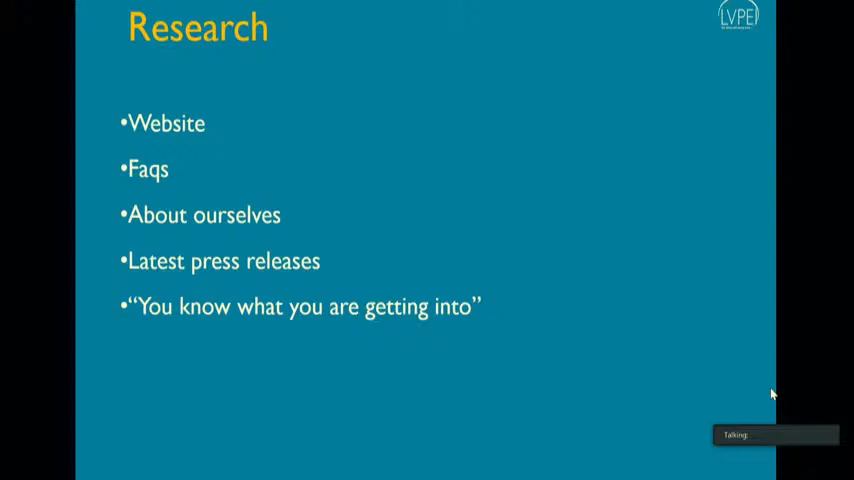 Research
LVPEI
•Website
•Faqs
•About ourselves
•Latest press releases
•“You know what you are getting into”
Talking: